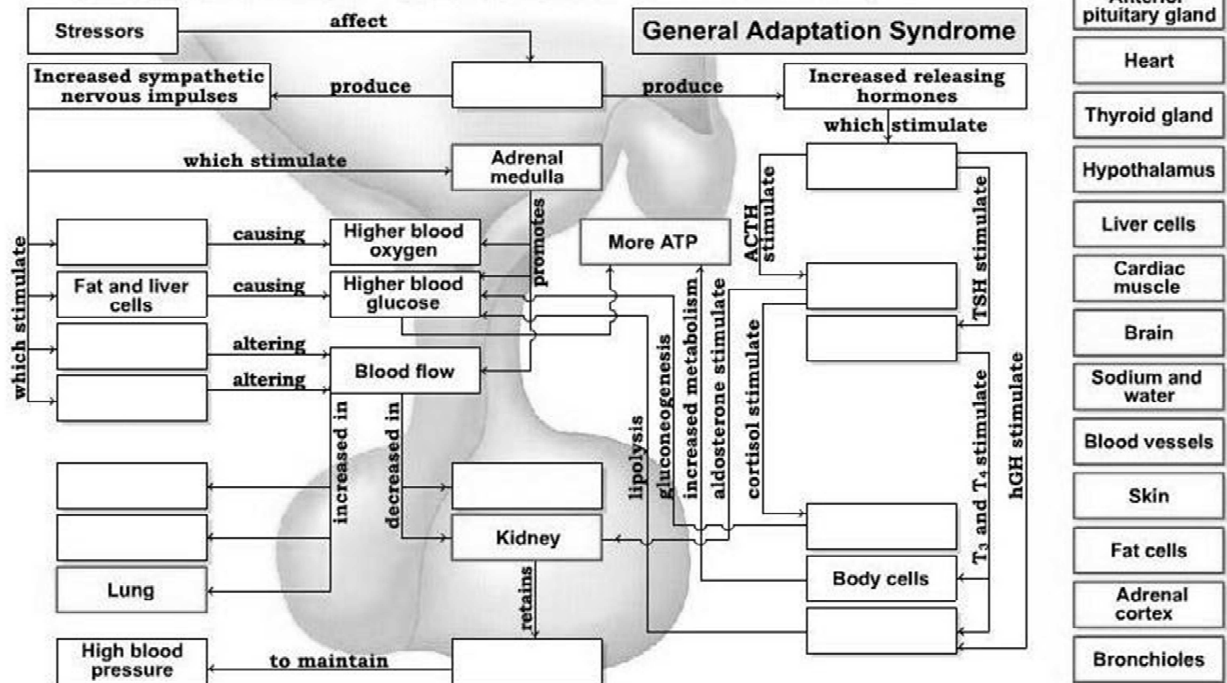 affect
Stressors
General Adaptation Syndrome
Increased sympathetic
nervous impulses
produce
produce
Increased releasing
hormones
which stimulate
which stimulate
Adrenal
medulla
ACTH
stimulate
TSH stimulate
promotes
causing
Higher blood
oxygen
More ATP
which stimulate
Fat and liver
cells
causing
Higher blood
glucose
altering
Blood flow
altering
increased in
decreased in
lipolysis
gluconeogenesis
increased metabolism
aldosterone stimulate
cortisol stimulate
T3 and T4 stimulate
hGH stimulate
Kidney
Lung
Body cells
retains
High blood
pressure
to maintain
Anterior
pituitary gland
Heart
Thyroid gland
Hypothalamus
Liver cells
Cardiac
muscle
Brain
Sodium and
water
Blood vessels
Skin
Fat cells
Adrenal
cortex
Bronchioles